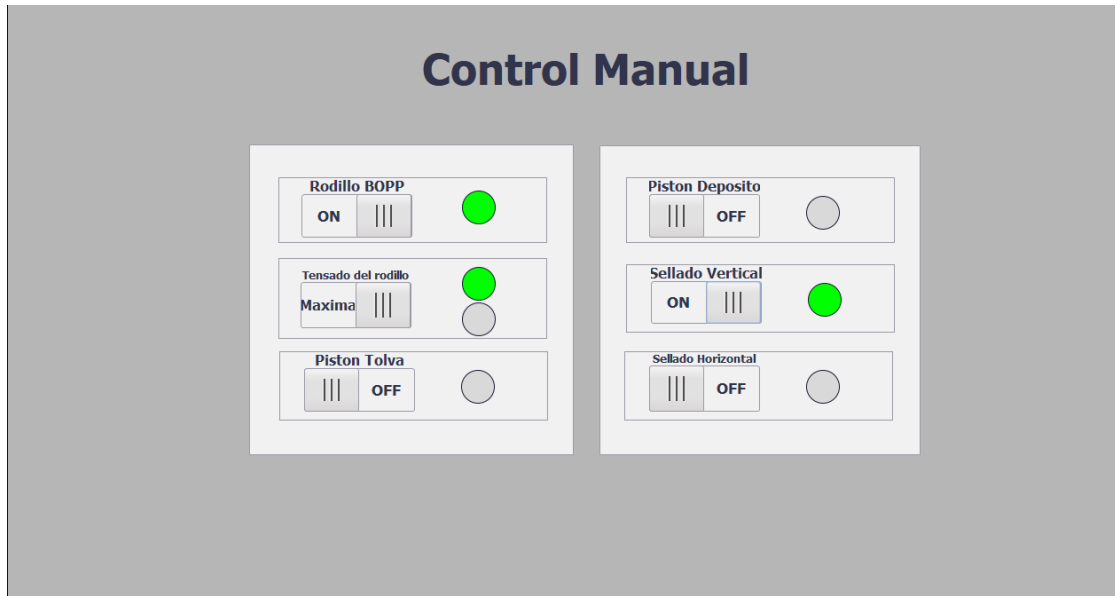 Control Manual
Rodillo BOPP
ON
Tensado del rodillo
Maxima
Piston Tolva
OFF
Piston Deposito
OFF
Sellado Vertical
ON
Sellado Horizontal
OFF